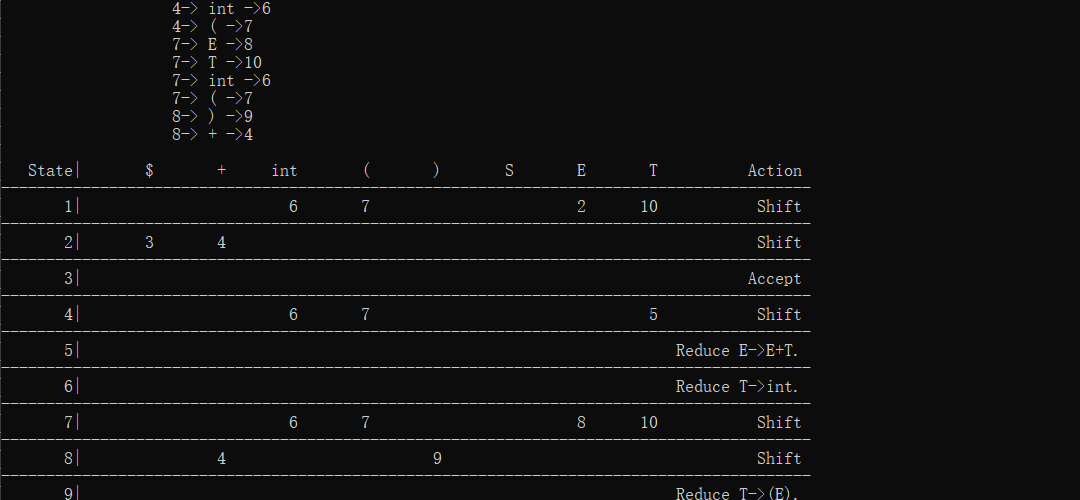 4-> int ->6
4-> ( ->7
7-> E ->8
7-> T ->10
7-> int ->6
7-> ( ->7
8-> ) ->9
8-> + ->4
State| $ + int ( ) S E T Action
1| 6 7 2 10 Shift
2| 3 4 Shift
3| Accept
4| 6 7 5 Shift
5| Reduce E->E+T.
6| Reduce T->int.
7| 6 7 8 10 Shift
8| 4 9 Shift
9| Reduce T->(E).